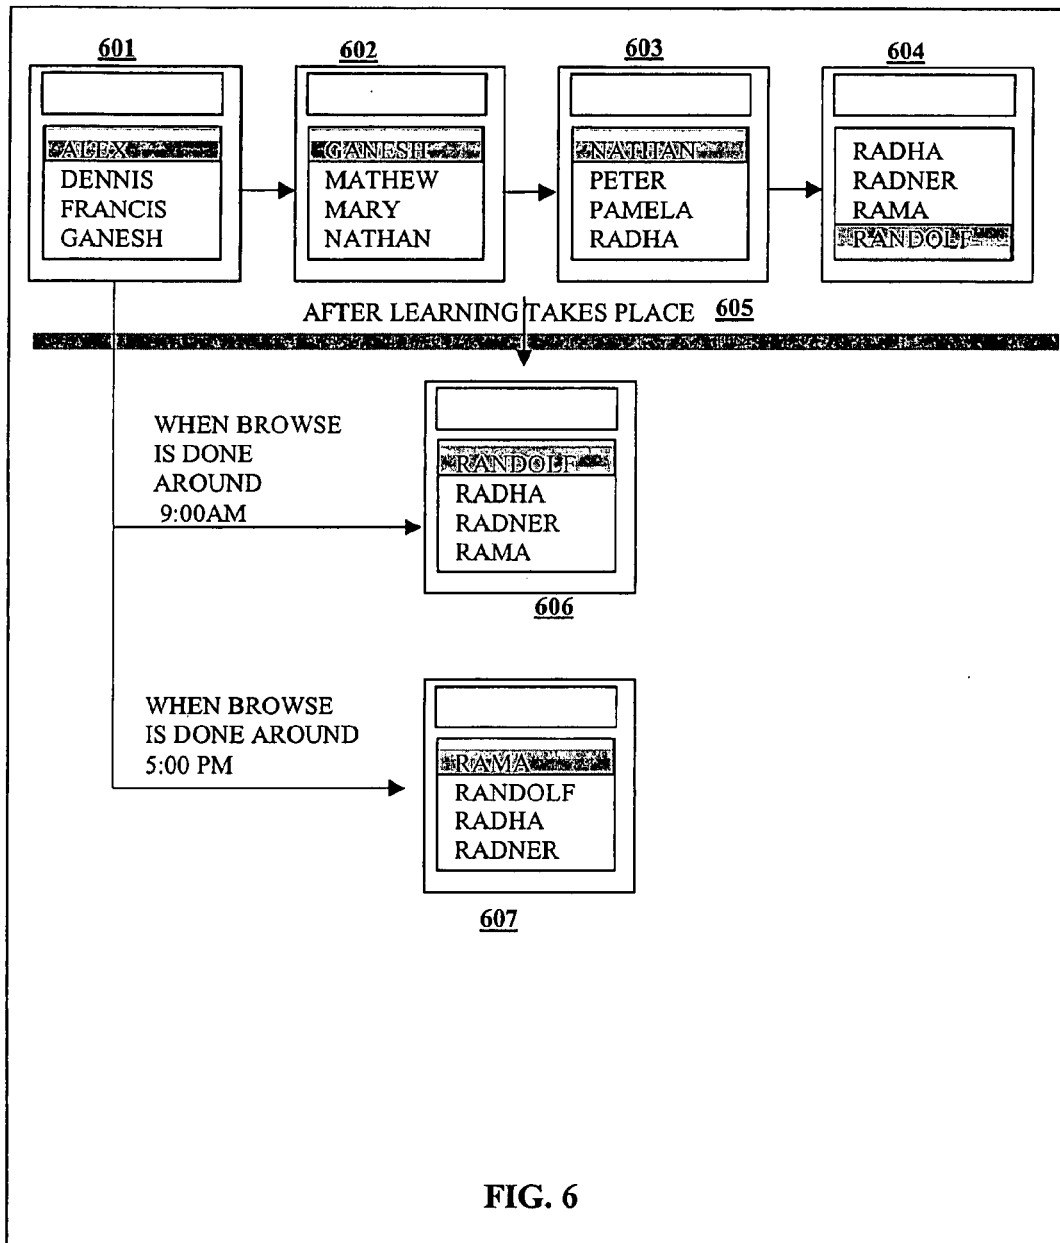 601
602
603
604
ALEX
DENNIS
FRANCIS
GANESH
GANESH
MATHEW
MARY
NATHAN
NATHAN
PETER
PAMELA
RADHA
RADHA
RADNER
RAMA
RANDOLF
AFTER LEARNING TAKES PLACE 605
WHEN BROWSE
IS DONE
AROUND
9:00AM
RANDOLF
RADHA
RADNER
RAMA
606
WHEN BROWSE
IS DONE AROUND
5:00 PM
RAMA
RANDOLF
RADHA
RADNER
607
FIG. 6